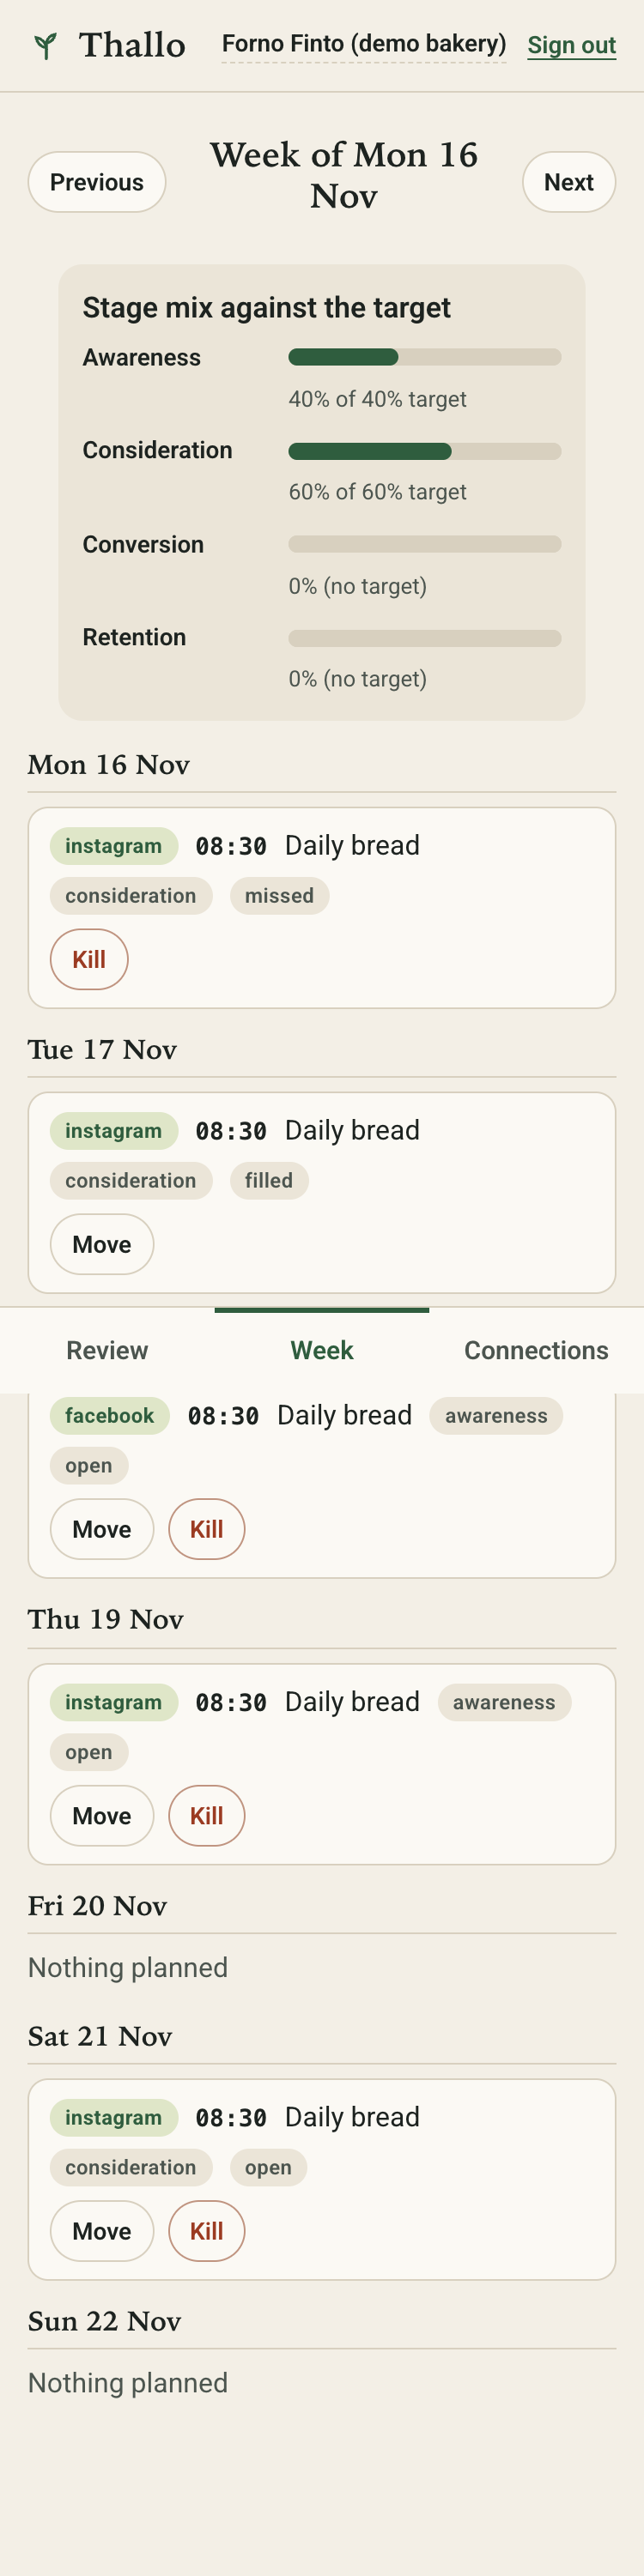 Thallo Forno Finto (demo bakery) Sign out
Previous Week of Mon 16 Nov Next
Stage mix against the target
Awareness
40% of 40% target
Consideration
60% of 60% target
Conversion
0% (no target)
Retention
0% (no target)
Mon 16 Nov
instagram 08:30 Daily bread
consideration missed
Kill
Tue 17 Nov
instagram 08:30 Daily bread
consideration filled
Move
Review Week Connections
facebook 08:30 Daily bread awareness
open
Move Kill
Thu 19 Nov
instagram 08:30 Daily bread awareness
open
Move Kill
Fri 20 Nov
Nothing planned
Sat 21 Nov
instagram 08:30 Daily bread
consideration open
Move Kill
Sun 22 Nov
Nothing planned